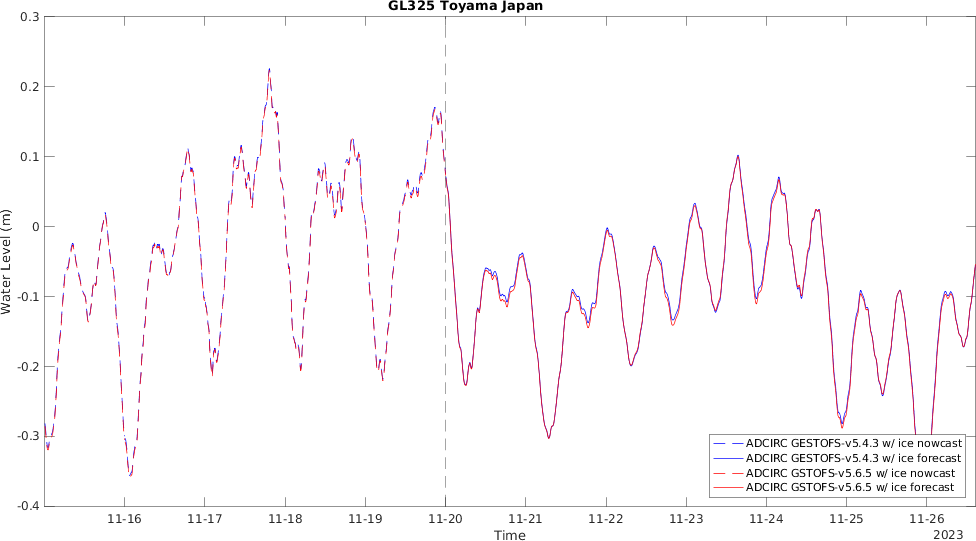 GL325 Toyama Japan
0.3
0.2
0.1
0
-0.1
-0.2
-0.3
-0.4
Water Level (m)
ADCIRC GESTOFS-v5.4.3 w/ ice nowcast
ADCIRC GESTOFS-v5.4.3 w/ ice forecast
ADCIRC GSTOFS-v5.6.5 w/ ice nowcast
ADCIRC GSTOFS-v5.6.5 w/ ice forecast
11-16 11-17 11-18 11-19 11-20 11-21 11-22 11-23 11-24 11-25 11-26
Time
2023